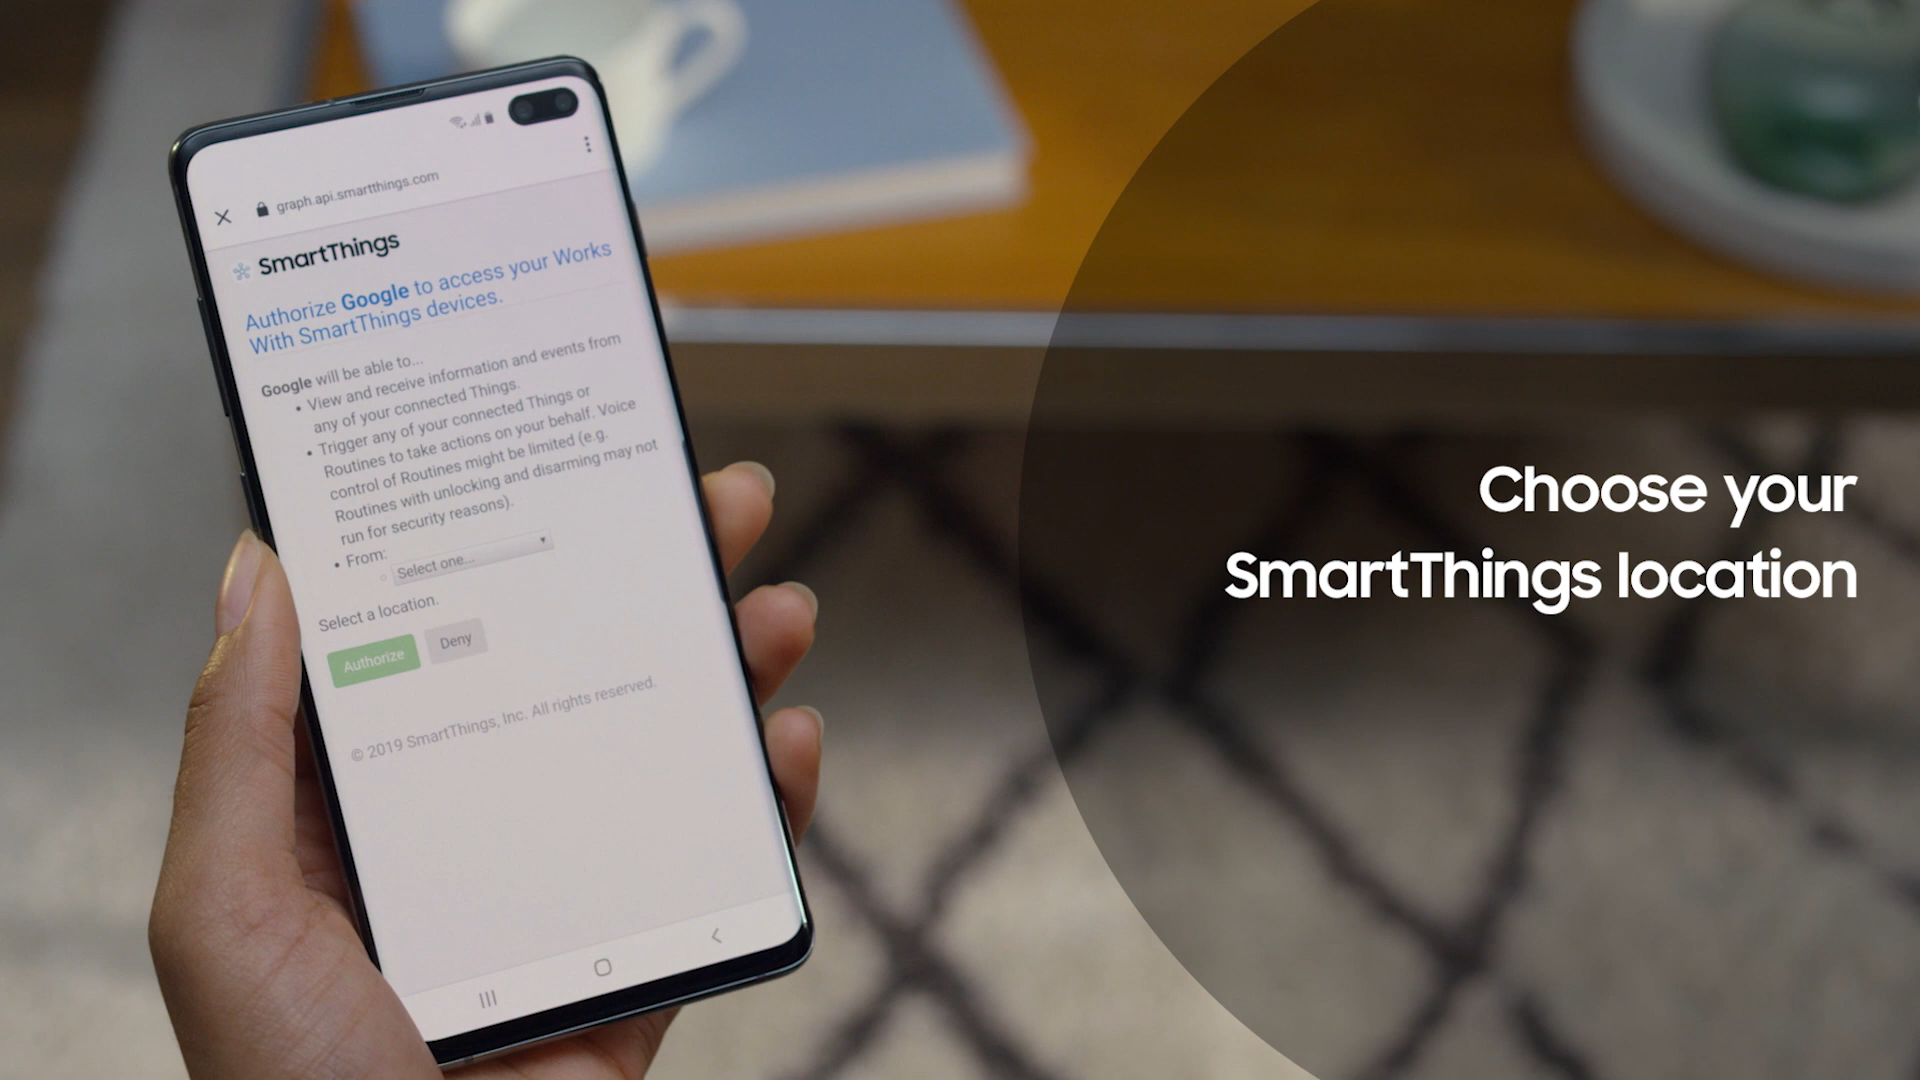 graph.api.smartthings.com
SmartThings
Authorize Google to access your Works
With SmartThings devices.
Google will be able to...
• View and receive information and events from
any of your connected Things.
• Trigger any of your connected Things or
Routines to take actions on your behalf. Voice
control of Routines might be limited (e.g.
Routines with unlocking and disarming may not
run for security reasons).
• From:
Select one...
Select a location.
Authorize Deny
© 2019 SmartThings, Inc. All rights reserved.
Choose your
SmartThings location